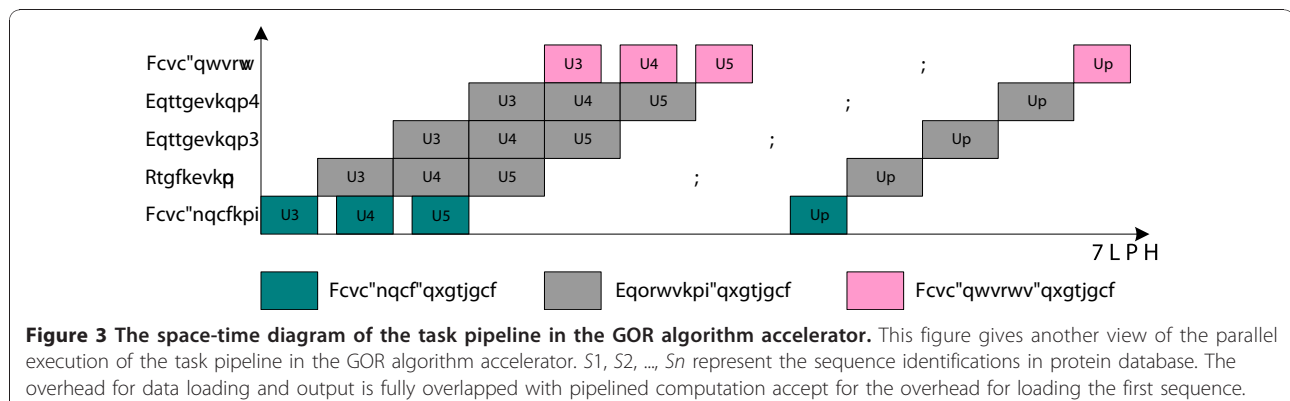 Fcvc"qwvrwv
U3 U4 U5 ; Up
Eqttgevkqp4
U3 U4 U5 ; Up
Eqttgevkqp3
U3 U4 U5 ; Up
Rtgfkevkqp
U3 U4 U5 ; Up
Fcvc"nqcfkpi
U3 U4 U5 Up
7 L P H
Fcvc"nqcf"qxgtjgcf
Eqorwvkpi"qxgtjgcf
Fcvc"qwvrwv"qxgtjgcf
Figure 3 The space-time diagram of the task pipeline in the GOR algorithm accelerator. This figure gives another view of the parallel
execution of the task pipeline in the GOR algorithm accelerator. S1, S2, ..., Sn represent the sequence identifications in protein database. The
overhead for data loading and output is fully overlapped with pipelined computation accept for the overhead for loading the first sequence.